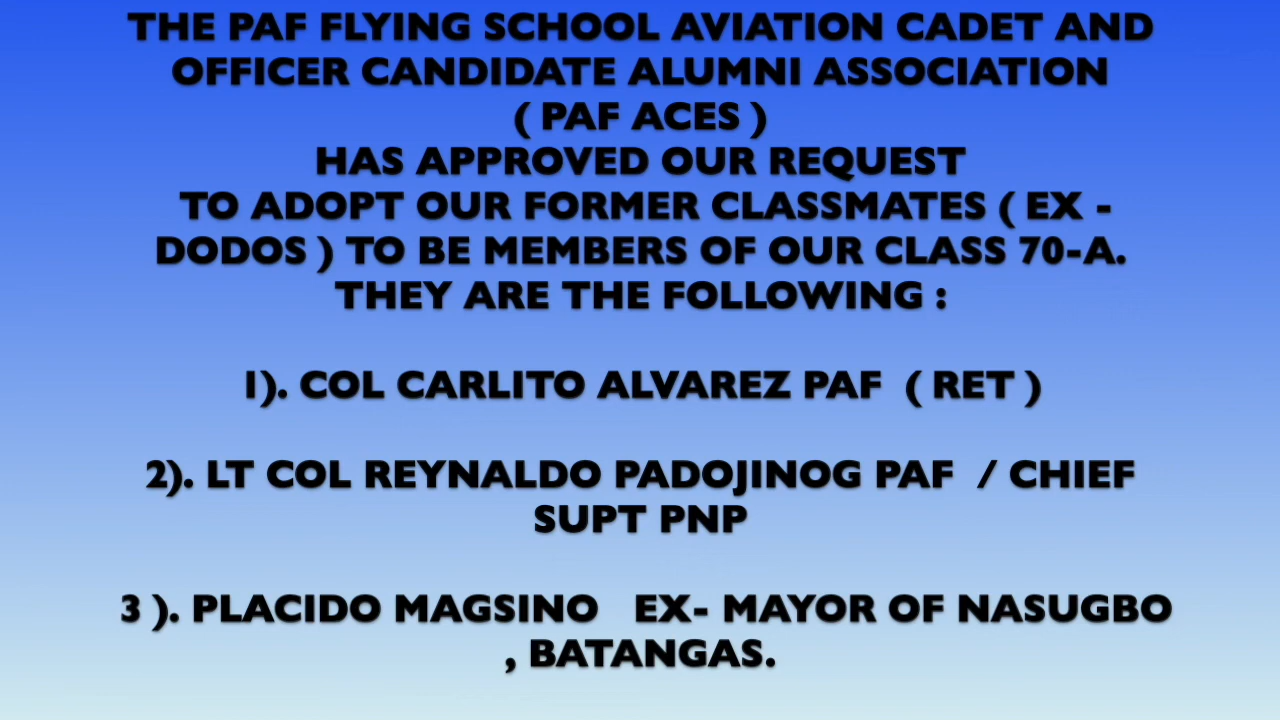 THE PAF FLYING SCHOOL AVIATION CADET AND
OFFICER CANDIDATE ALUMNI ASSOCIATION
( PAF ACES )
HAS APPROVED OUR REQUEST
TO ADOPT OUR FORMER CLASSMATES ( EX -
DODOS ) TO BE MEMBERS OF OUR CLASS 70-A.
THEY ARE THE FOLLOWING :
1). COL CARLITO ALVAREZ PAF ( RET )
2). LT COL REYNALDO PADOJINOG PAF / CHIEF
SUPT PNP
3 ). PLACIDO MAGSINO EX- MAYOR OF NASUGBO
, BATANGAS.